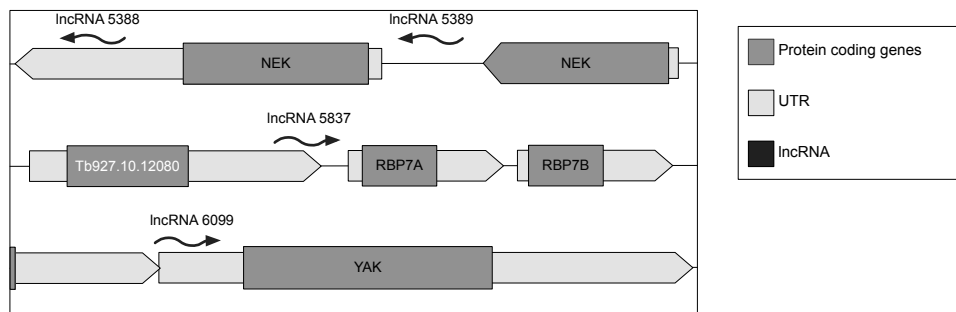 lncRNA 5388
lncRNA 5389
NEK
NEK
lncRNA 5837
Tb927.10.12080
RBP7A
RBP7B
lncRNA 6099
YAK
Protein coding genes
UTR
lncRNA